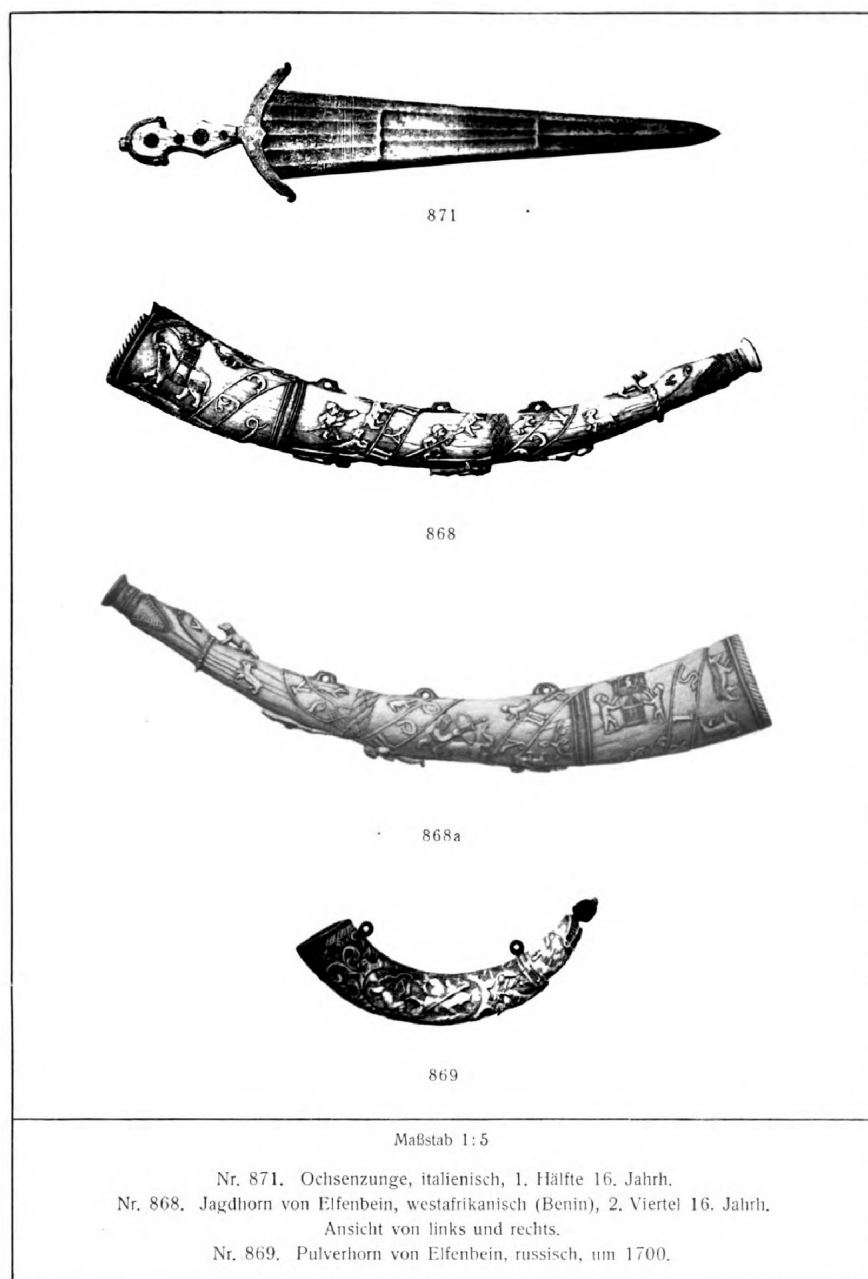 871
868
868a
869
Maßstab 1:5
Nr. 871. Ochsenzunge, italienisch, 1. Hälfte 16. Jahrh.
Nr. 868. Jagdhorn von Elfenbein, westafrikanisch (Benin), 2. Viertel 16. Jahrh.
Ansicht von links und rechts.
Nr. 869. Pulverhorn von Elfenbein, russisch, um 1700.